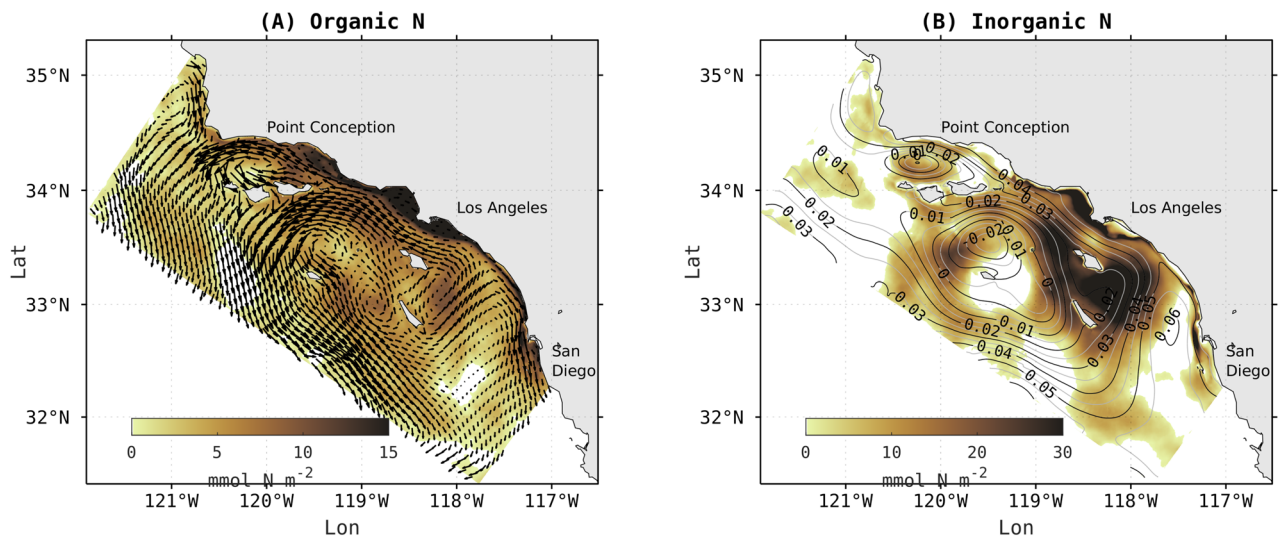 (A) Organic N
35°N
34°N
33°N
32°N
Lat
Point Conception
Los Angeles
San
Diego
0 5 10 15
mmol N m-2
121°W 120°W 119°W 118°W 117°W
Lon
(B) Inorganic N
35°N
34°N
33°N
32°N
Lat
Point Conception
Los Angeles
San
Diego
0.01
0.02
0.02
0.03
0.04
0.03
0.02
0.01
-0.02
0.01
0
0
0.02
0.04
0.05
0.06
0.03
0.03
0.02
0.01
0.04
0.05
0 10 20 30
mmol N m-2
121°W 120°W 119°W 118°W 117°W
Lon